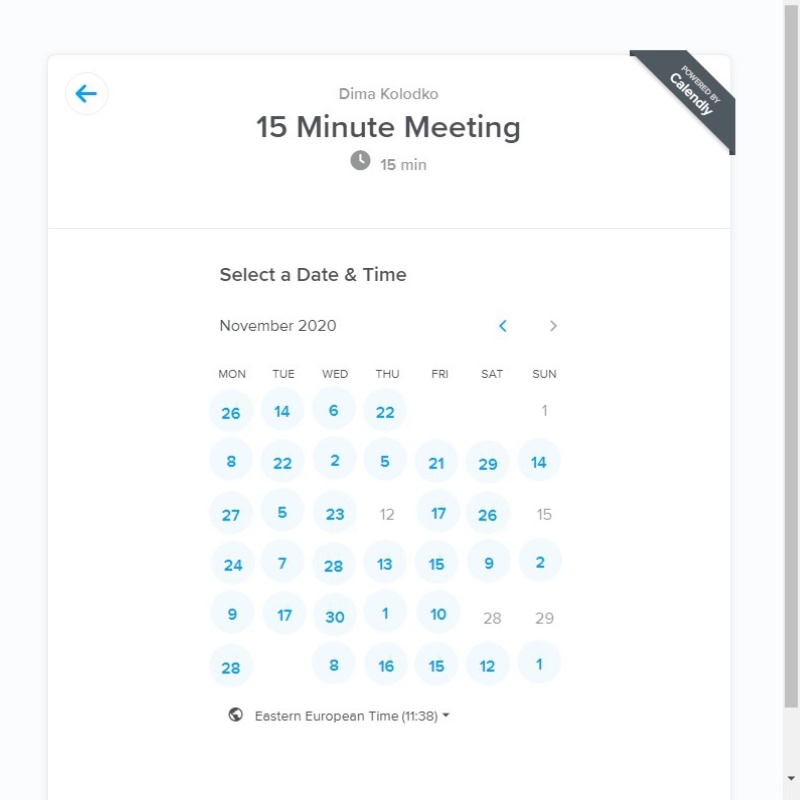 POWERED BY
Calendly
Dima Kolodko
15 Minute Meeting
15 min
Select a Date & Time
November 2020
MON TUE WED THU FRI SAT SUN
26 14 6 22 1
8 22 2 5 21 29 14
27 5 23 12 17 26 15
24 7 28 13 15 9 2
9 17 30 1 10 28 29
28 8 16 15 12 1
Eastern European Time (11:38)